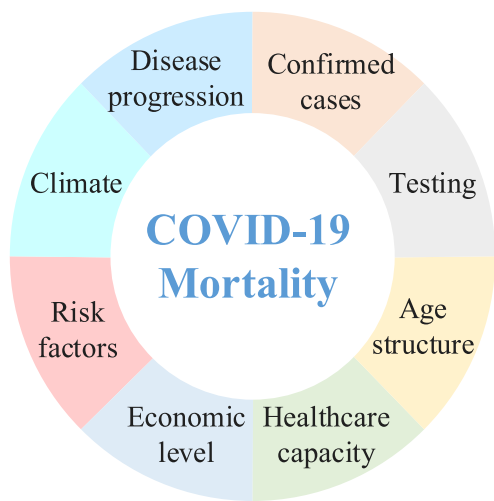 Disease
progression
Confirmed
cases
Climate
Testing
COVID-19
Mortality
Risk
factors
Age
structure
Economic
level
Healthcare
capacity